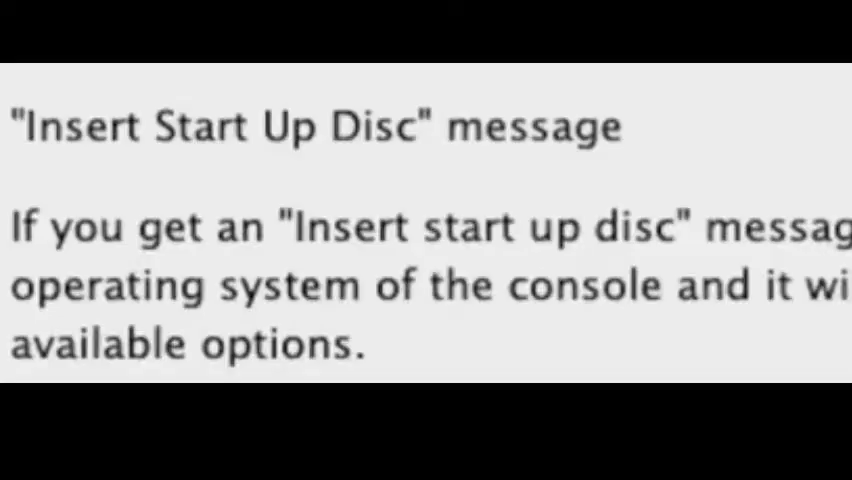 "Insert Start Up Disc" message
If you get an "Insert start up disc" messag
operating system of the console and it wi
available options.